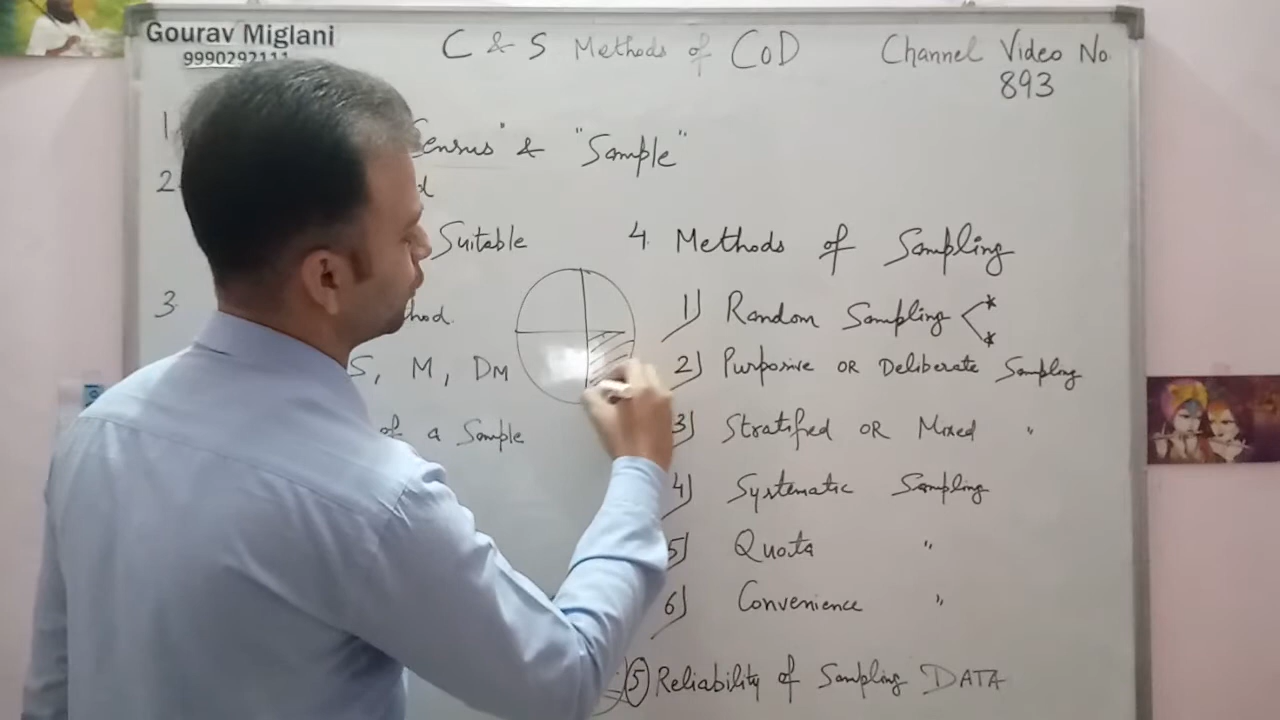 Gourav Miglani
9990292111
C & S Methods of COD
Channel Video No.
893
1. Census" & "Sample"
2.
Suitable
3.
S, M, DM
of a Sample
4. Methods of Sampling
1) Random Sampling
2) Purposive OR Deliberate Sampling
3) Stratified OR Mixed "
4) Systematic Sampling
5) Quota "
6) Convenience "
5 Reliability of Sampling DATA